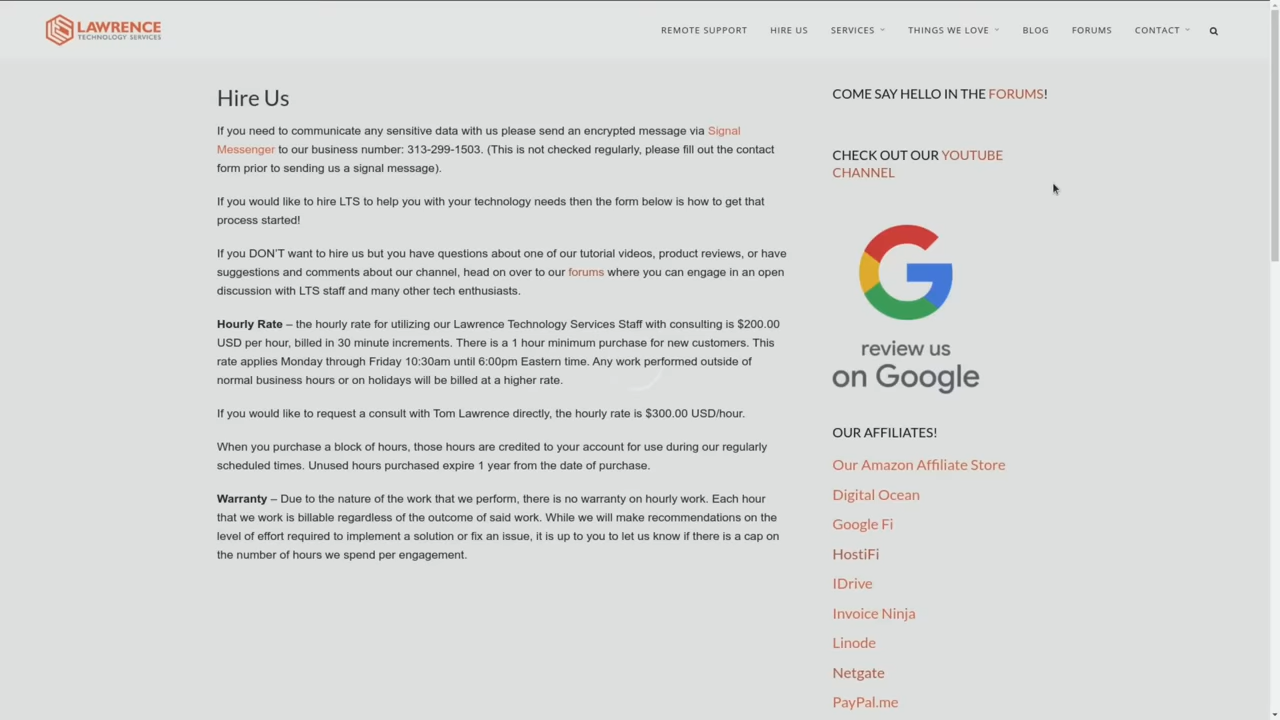 LAWRENCE
TECHNOLOGY SERVICES
REMOTE SUPPORT
HIRE US
SERVICES
THINGS WE LOVE
BLOG
FORUMS
CONTACT
Hire Us
If you need to communicate any sensitive data with us please send an encrypted message via Signal
Messenger to our business number: 313-299-1503. (This is not checked regularly, please fill out the contact
form prior to sending us a signal message).
If you would like to hire LTS to help you with your technology needs then the form below is how to get that
process started!
If you DON'T want to hire us but you have questions about one of our tutorial videos, product reviews, or have
suggestions and comments about our channel, head on over to our forums where you can engage in an open
discussion with LTS staff and many other tech enthusiasts.
Hourly Rate – the hourly rate for utilizing our Lawrence Technology Services Staff with consulting is $200.00
USD per hour, billed in 30 minute increments. There is a 1 hour minimum purchase for new customers. This
rate applies Monday through Friday 10:30am until 6:00pm Eastern time. Any work performed outside of
normal business hours or on holidays will be billed at a higher rate.
If you would like to request a consult with Tom Lawrence directly, the hourly rate is $300.00 USD/hour.
When you purchase a block of hours, those hours are credited to your account for use during our regularly
scheduled times. Unused hours purchased expire 1 year from the date of purchase.
Warranty – Due to the nature of the work that we perform, there is no warranty on hourly work. Each hour
that we work is billable regardless of the outcome of said work. While we will make recommendations on the
level of effort required to implement a solution or fix an issue, it is up to you to let us know if there is a cap on
the number of hours we spend per engagement.
COME SAY HELLO IN THE FORUMS!
CHECK OUT OUR YOUTUBE
CHANNEL
review us
on Google
OUR AFFILIATES!
Our Amazon Affiliate Store
Digital Ocean
Google Fi
HostiFi
IDrive
Invoice Ninja
Linode
Netgate
PayPal.me